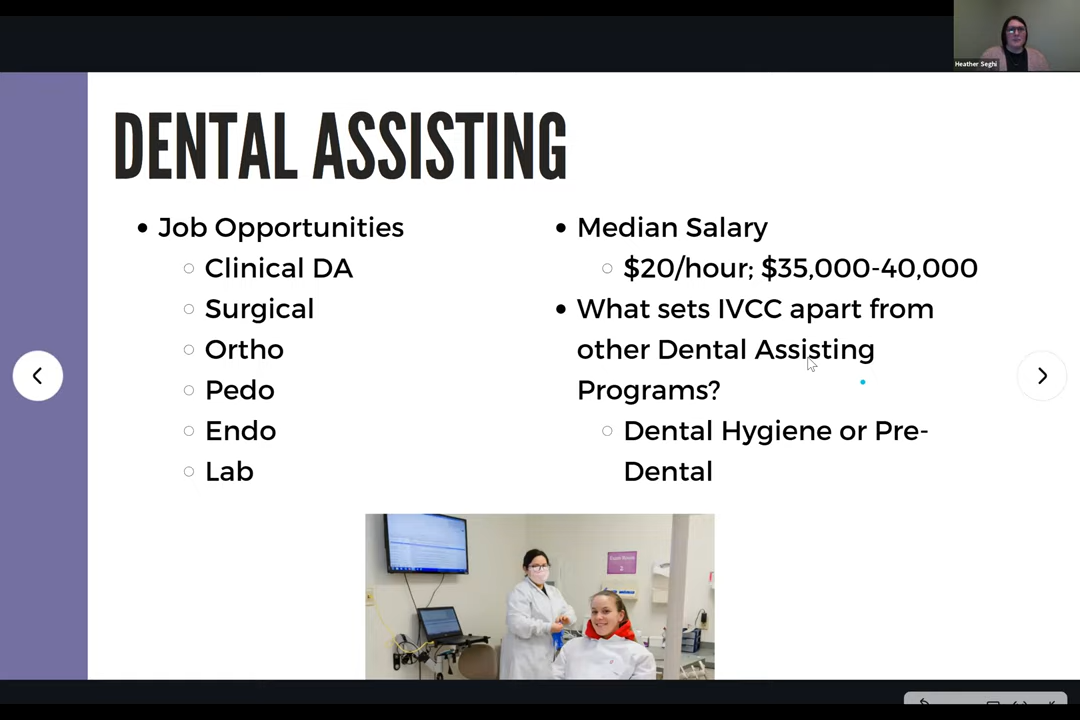 Heather Seghi
DENTAL ASSISTING
Job Opportunities
Clinical DA
Surgical
Ortho
Pedo
Endo
Lab
Median Salary
$20/hour; $35,000-40,000
What sets IVCC apart from
other Dental Assisting
Programs?
Dental Hygiene or Pre-
Dental